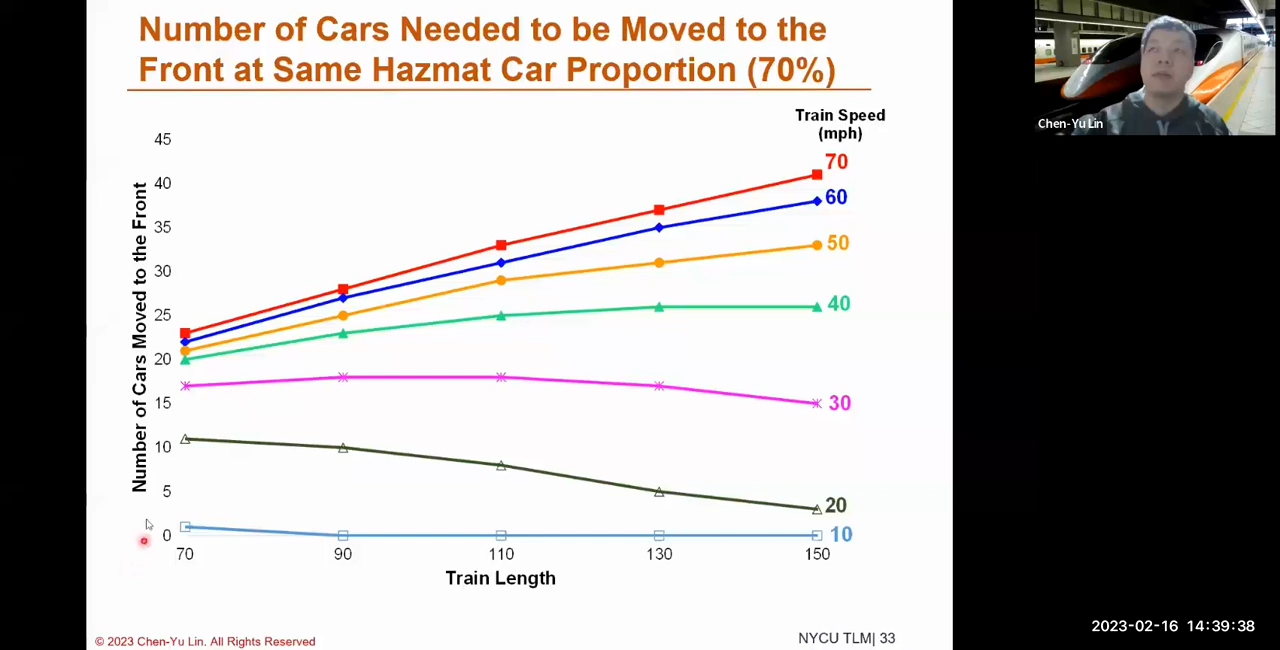 Number of Cars Needed to be Moved to the
Front at Same Hazmat Car Proportion (70%)
Train Speed
(mph)
Number of Cars Moved to the Front
45
40
35
30
25
20
15
10
5
0
70
60
50
40
30
20
10
70 90 110 130 150
Train Length
© 2023 Chen-Yu Lin. All Rights Reserved
NYCU TLM| 33
Chen-Yu Lin
2023-02-16 14:39:38